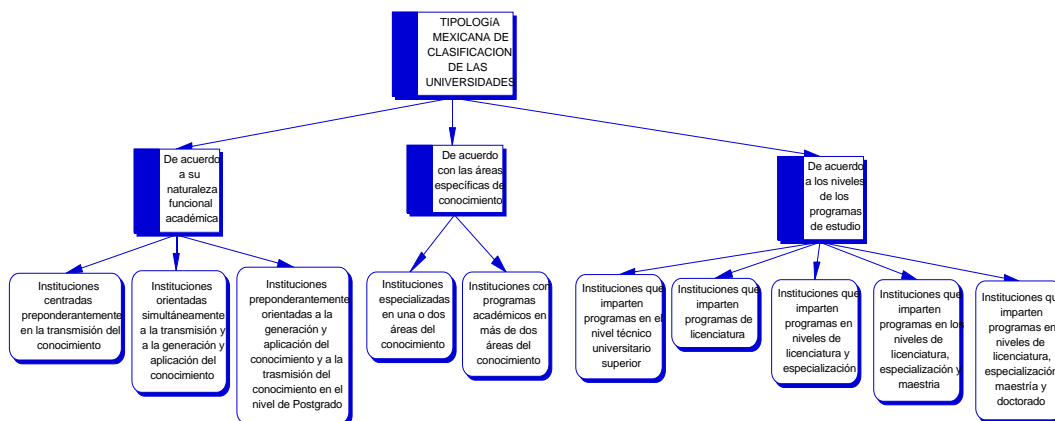 TIPOLOGíA
MEXICANA DE
CLASIFICACION
DE LAS
UNIVERSIDADES
De acuerdo
a su
naturaleza
funcional
académica
De acuerdo
con las áreas
específicas de
conocimiento
De acuerdo
a los niveles
de los
programas
de estudio
Instituciones
centradas
preponderantemente
en la transmisión del
conocimiento
Instituciones
orientadas
simultáneamente
a la transmisión y
a la generación y
aplicación del
conocimiento
Instituciones
preponderantemente
orientadas a la
generación y
aplicación del
conocimiento y a la
trasmisión del
conocimiento en el
nivel de Postgrado
Instituciones
especializadas
en una o dos
áreas del
conocimiento
Instituciones con
programas
académicos en
más de dos
áreas del
conocimiento
Instituciones que
imparten
programas en el
nivel técnico
universitario
superior
Instituciones que
imparten
programas de
licenciatura
Instituciones que
imparten
programas en
niveles de
licenciatura y
especialización
Instituciones que
imparten
programas en los
niveles de
licenciatura,
especialización y
maestria
Instituciones que
imparten
programas en
niveles de
licenciatura,
especialización,
maestría y
doctorado